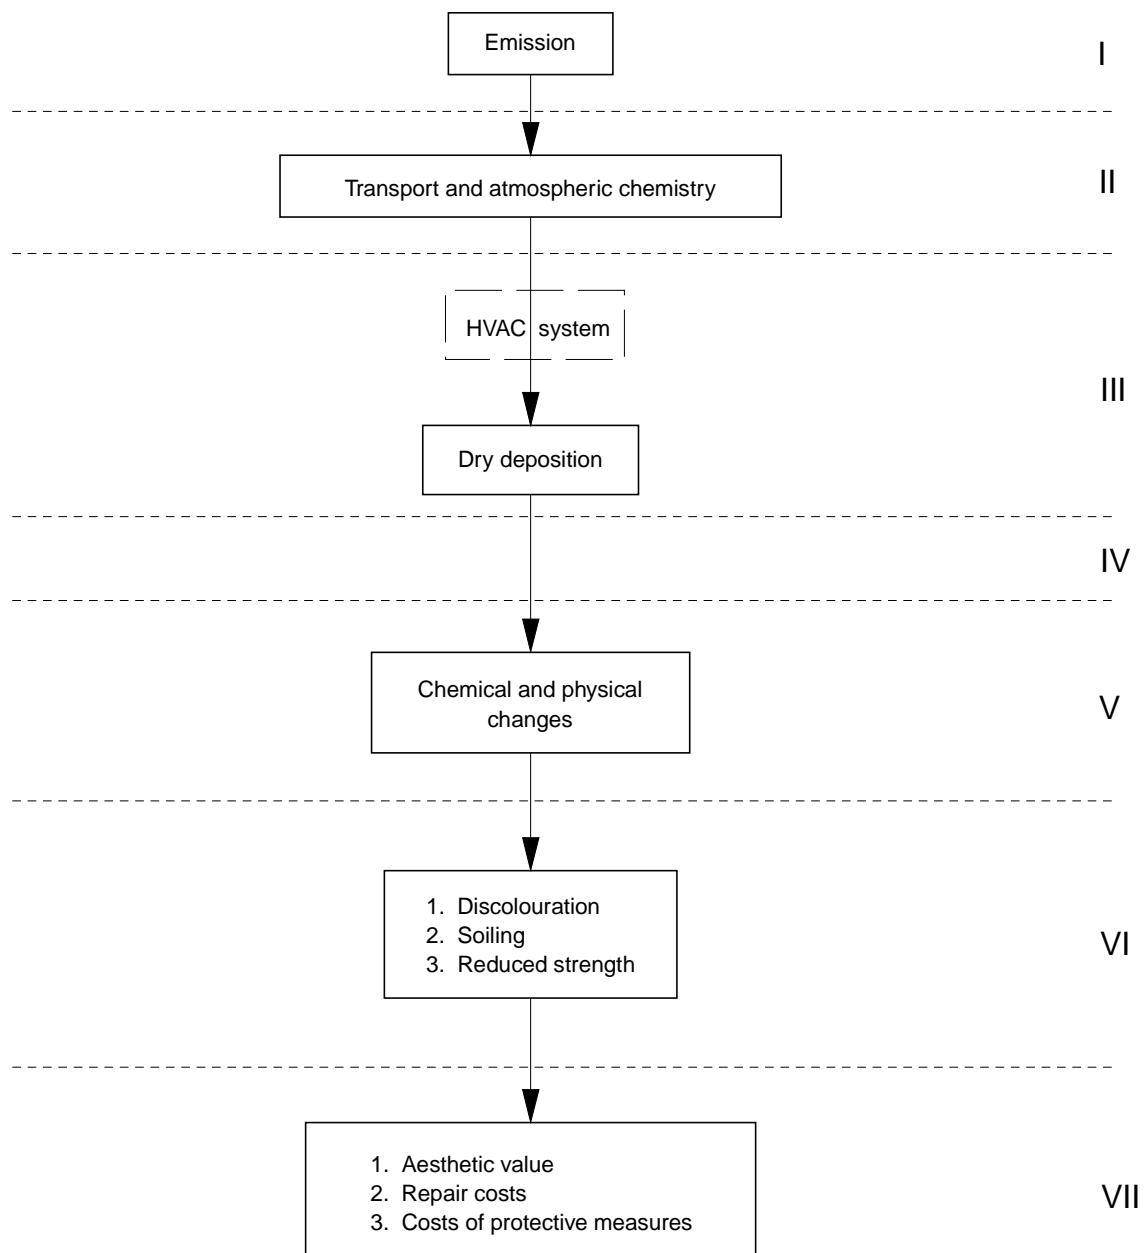 Emission
I
Transport and atmospheric chemistry
II
HVAC system
III
Dry deposition
IV
Chemical and physical
changes
V
1. Discolouration
2. Soiling
3. Reduced strength
VI
1. Aesthetic value
2. Repair costs
3. Costs of protective measures
VII